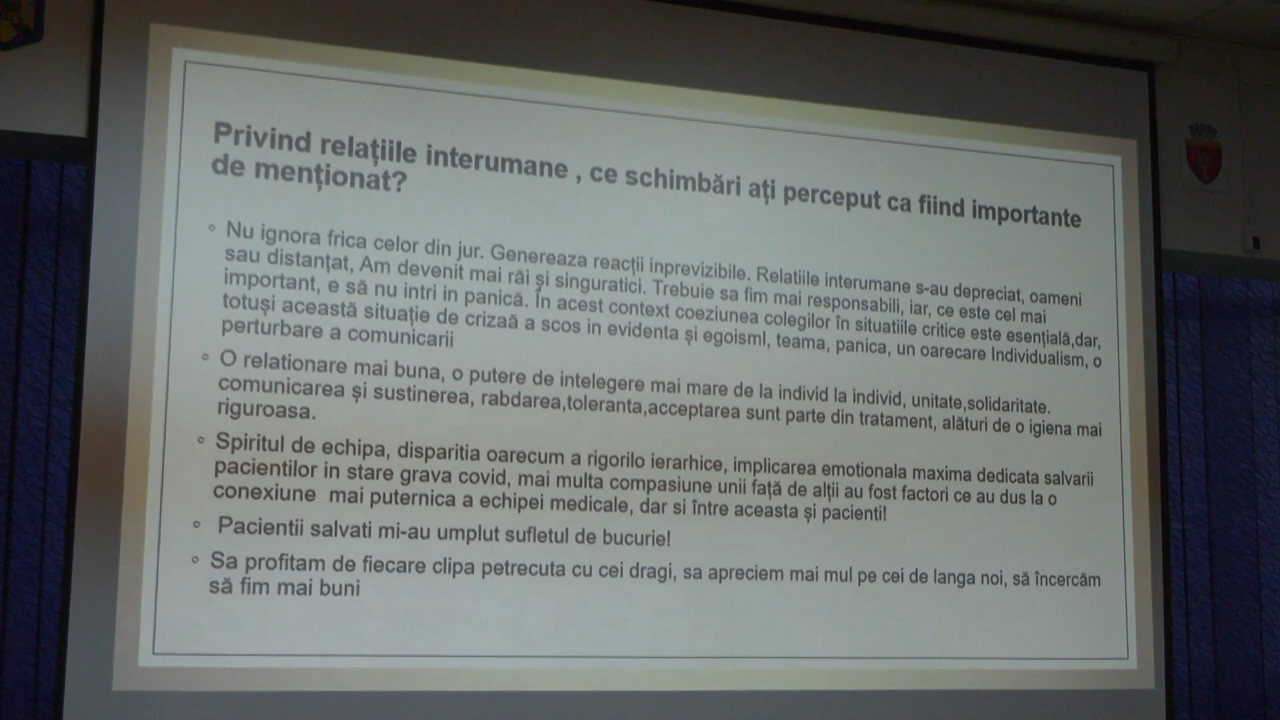 Privind relațiile interumane , ce schimbări ați perceput ca fiind importante
de menționat?
Nu ignora frica celor din jur. Genereaza reacții inprevizibile. Relatiile interumane s-au depreciat, oameni
sau distanțat, Am devenit mai răi și singuratici. Trebuie sa fim mai responsabili, iar, ce este cel mai
important, e să nu intri in panică. În acest context coeziunea colegilor în situatiile critice este esențială,dar,
totuși această situație de crizaă a scos in evidenta și egoisml, teama, panica, un oarecare Individualism, o
perturbare a comunicarii
O relationare mai buna, o putere de intelegere mai mare de la individ la individ, unitate,solidaritate.
comunicarea și sustinerea, rabdarea,toleranta,acceptarea sunt parte din tratament, alături de o igiena mai
riguroasa.
Spiritul de echipa, disparitia oarecum a rigorilo ierarhice, implicarea emotionala maxima dedicata salvarii
pacientilor in stare grava covid, mai multa compasiune unii față de alții au fost factori ce au dus la o
conexiune mai puternica a echipei medicale, dar si între aceasta și pacienti!
Pacientii salvati mi-au umplut sufletul de bucurie!
Sa profitam de fiecare clipa petrecuta cu cei dragi, sa apreciem mai mul pe cei de langa noi, să încercăm
să fim mai buni